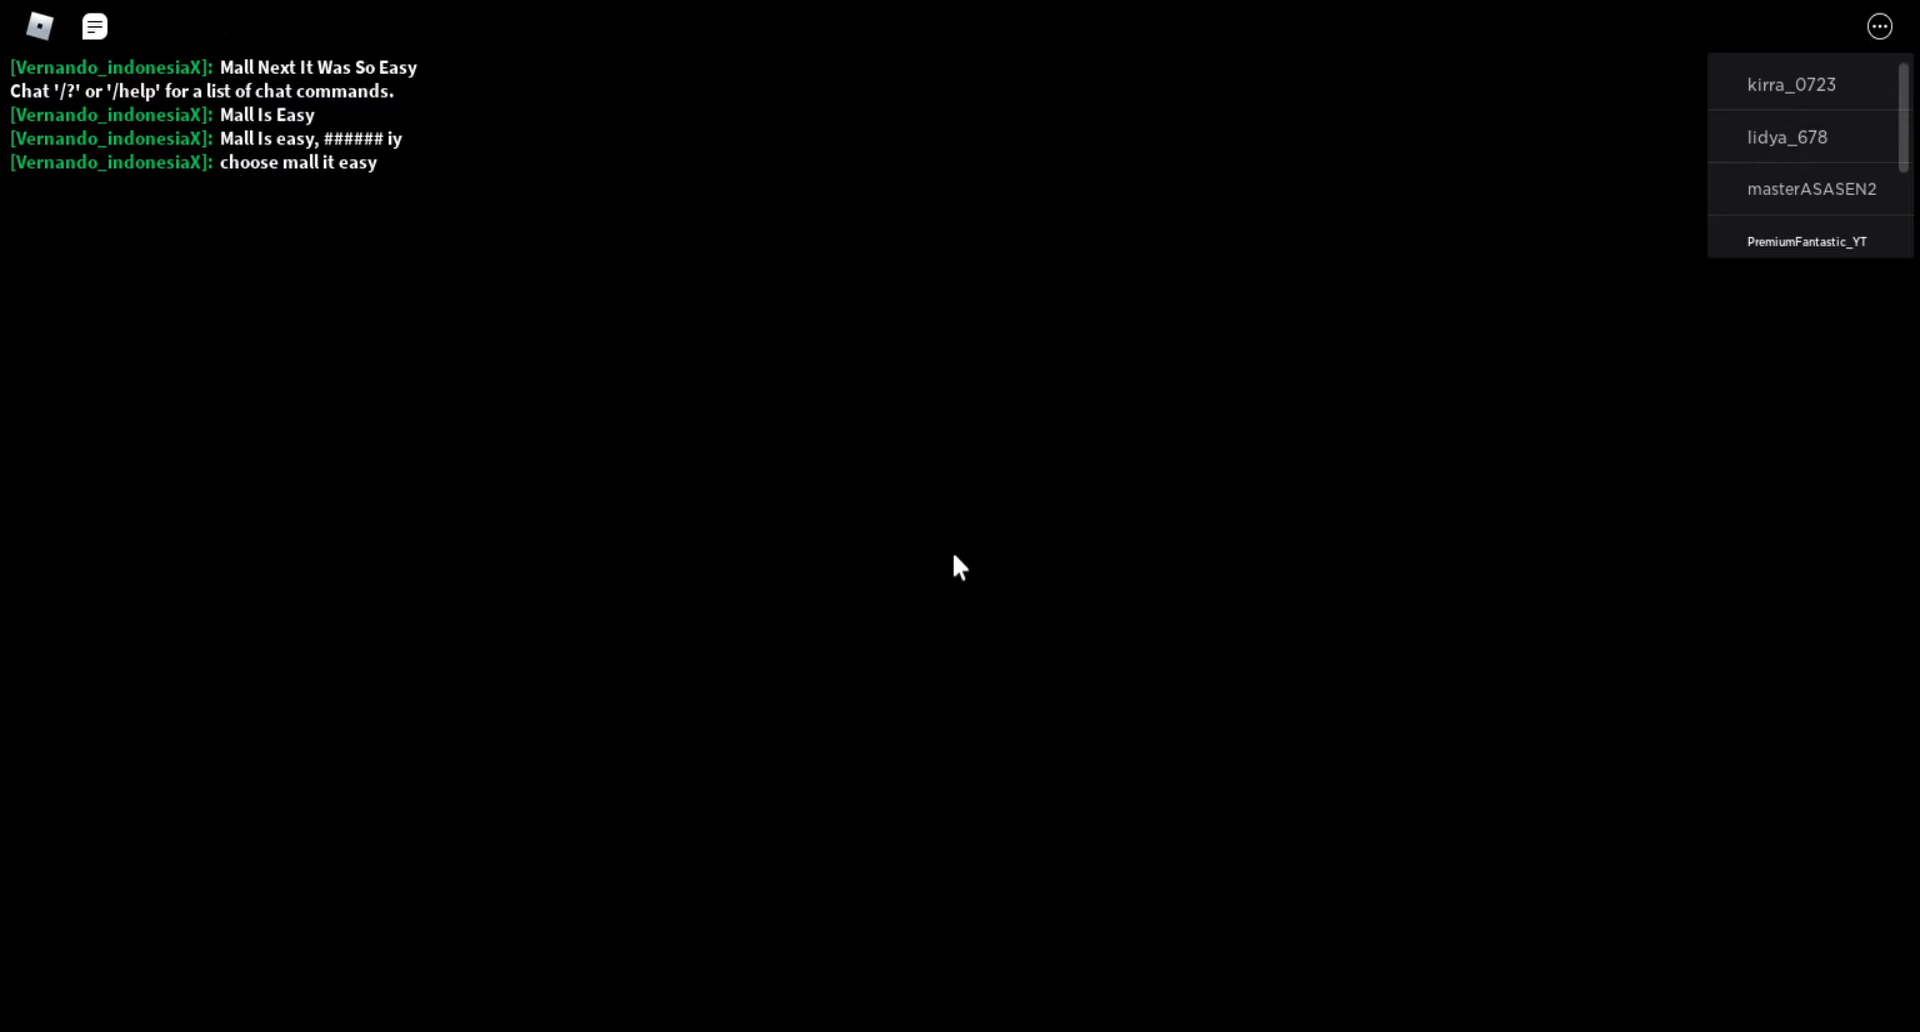 [Vernando_indonesiaX]: Mall Next It Was So Easy
Chat '/?' or '/help' for a list of chat commands.
[Vernando_indonesiaX]: Mall Is Easy
[Vernando_indonesiaX]: Mall Is easy, ###### iy
[Vernando_indonesiaX]: choose mall it easy
kirra_0723
lidya_678
masterASASEN2
PremiumFantastic_YT